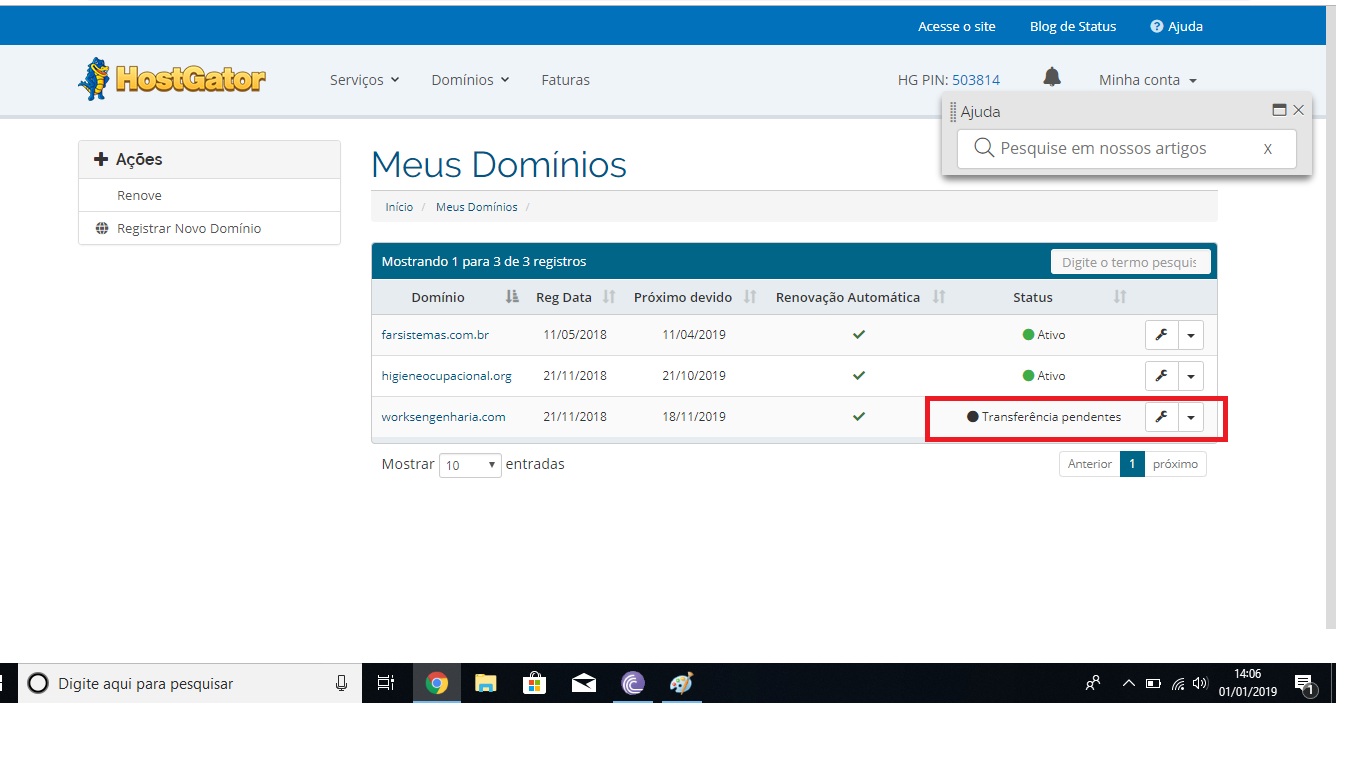 Acesse o site Blog de Status Ajuda
HostGator Serviços Domínios Faturas HG PIN: 503814 Minha conta
Ajuda
Pesquise em nossos artigos x
Ações
Renove
Registrar Novo Domínio
Meus Domínios
Início / Meus Domínios /
Mostrando 1 para 3 de 3 registros Digite o termo pesquis
Domínio Reg Data Próximo devido Renovação Automática Status
farsistemas.com.br 11/05/2018 11/04/2019 Ativo
higieneocupacional.org 21/11/2018 21/10/2019 Ativo
worksengenharia.com 21/11/2018 18/11/2019 Transferência pendentes
Mostrar 10 entradas Anterior 1 próximo
Digite aqui para pesquisar
14:06
01/01/2019
1